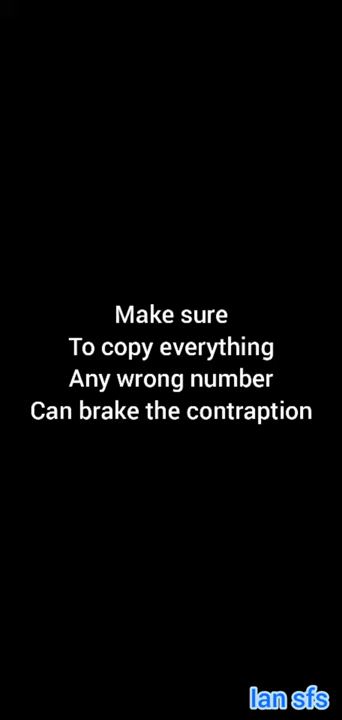 Make sure
To copy everything
Any wrong number
Can brake the contraption
Ian sfs